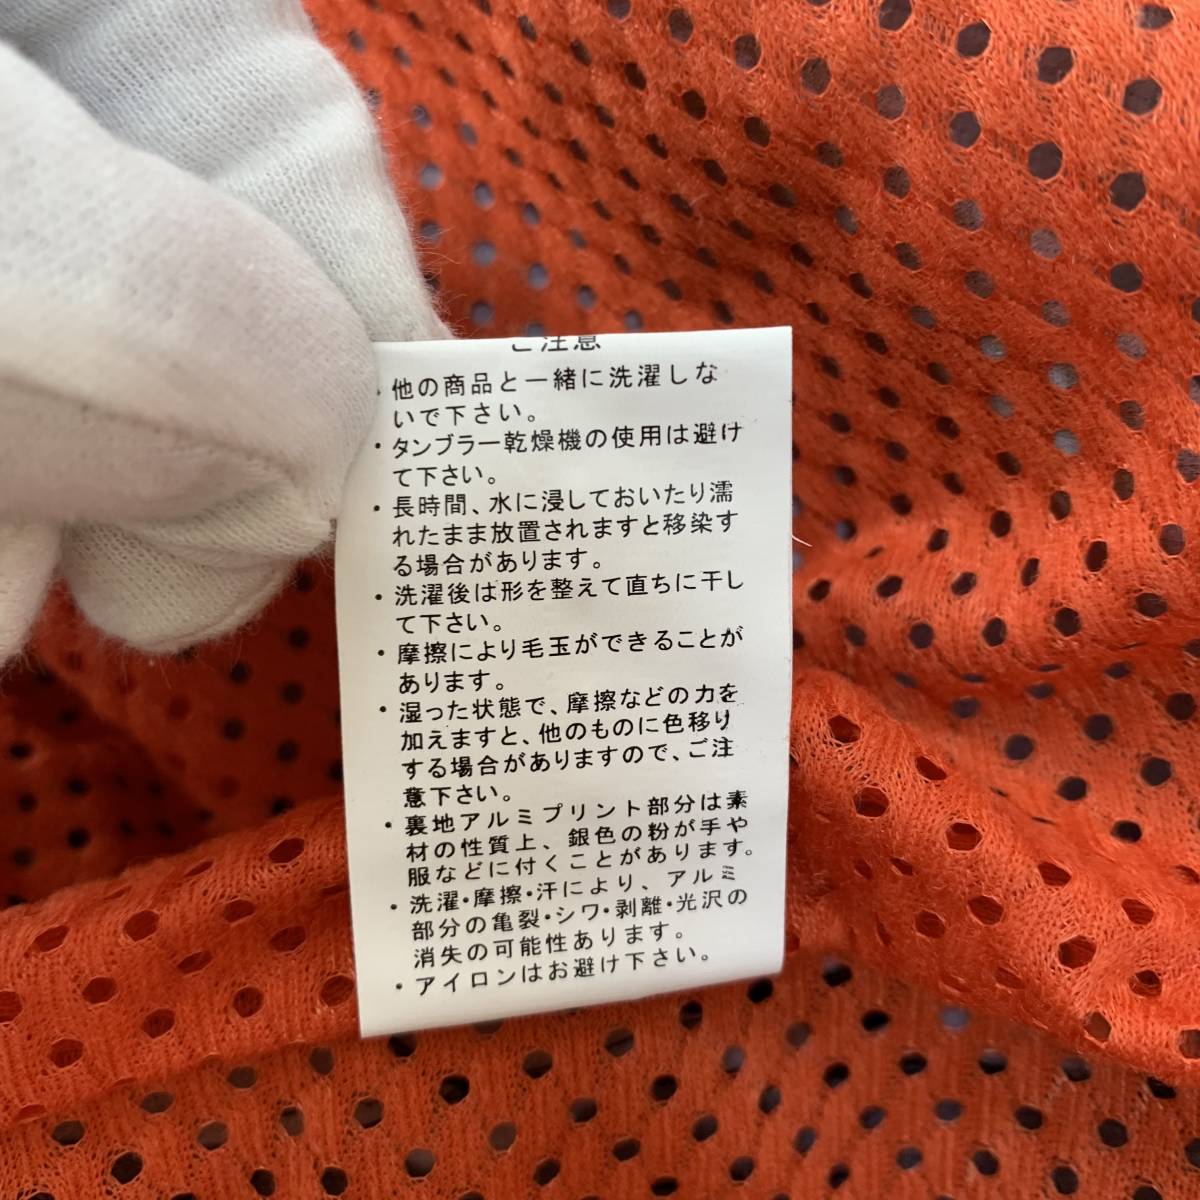 ご注意
・他の商品と一緒に洗濯しな
いで下さい。
・タンブラー乾燥機の使用は避け
て下さい。
・長時間、水に浸しておいたり濡
れたまま放置されますと移染す
る場合があります。
・洗濯後は形を整えて直ちに干し
て下さい。
・摩擦により毛玉ができることが
あります。
・湿った状態で、摩擦などの力を
加えますと、他のものに色移り
する場合がありますので、ご注
意下さい。
・裏地アルミプリント部分は素
材の性質上、銀色の粉が手や
服などに付くことがあります。
・洗濯・摩擦・汗により、アルミ
部分の亀裂・シワ・剥離・光沢の
消失の可能性あります。
・アイロンはお避け下さい。